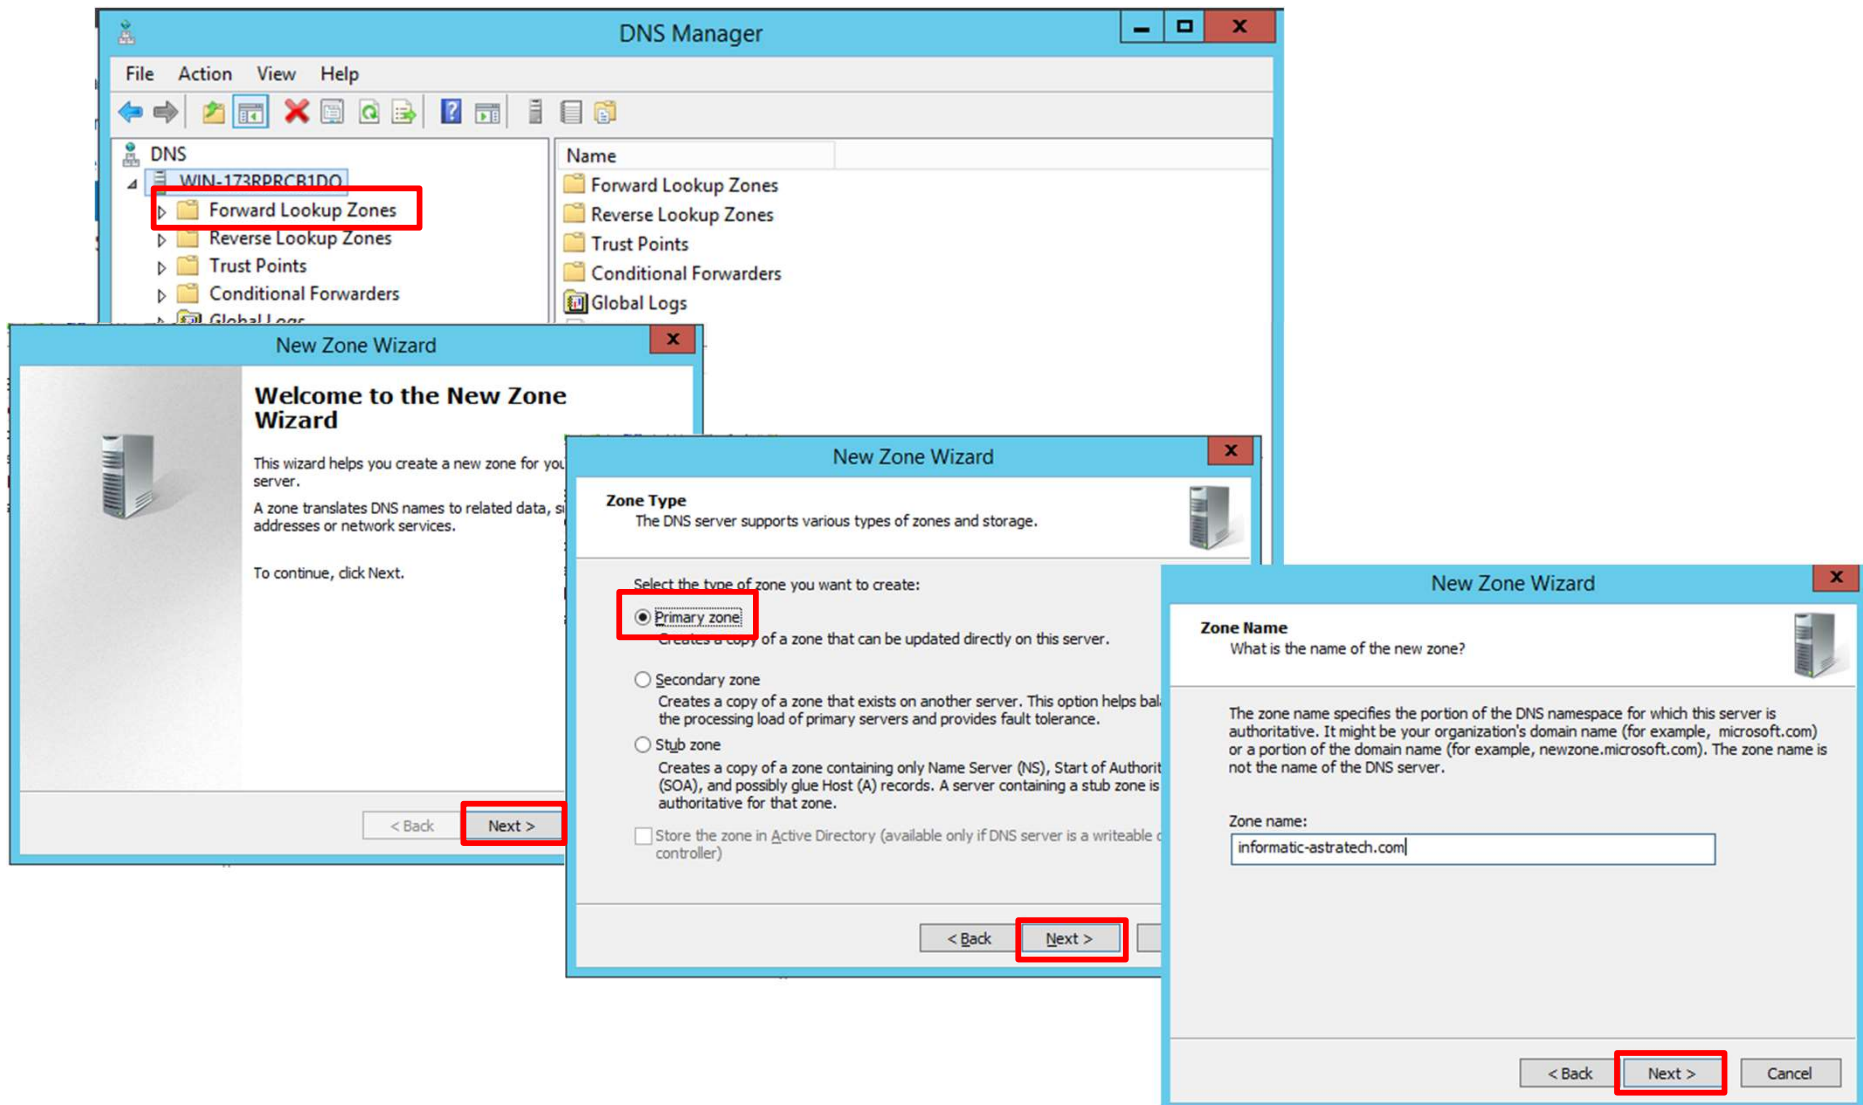 DNS Manager
File Action View Help
DNS
WIN-173RPRCB1DO
Forward Lookup Zones
Reverse Lookup Zones
Trust Points
Conditional Forwarders
Global Logs
Name
Forward Lookup Zones
Reverse Lookup Zones
Trust Points
Conditional Forwarders
Global Logs
New Zone Wizard
Welcome to the New Zone
Wizard
This wizard helps you create a new zone for you
server.
A zone translates DNS names to related data, s
addresses or network services.
To continue, click Next.
< Back Next >
New Zone Wizard
Zone Type
The DNS server supports various types of zones and storage.
Select the type of zone you want to create:
Primary zone
Creates a copy of a zone that can be updated directly on this server.
Secondary zone
Creates a copy of a zone that exists on another server. This option helps bal
the processing load of primary servers and provides fault tolerance.
Stub zone
Creates a copy of a zone containing only Name Server (NS), Start of Authorit
(SOA), and possibly glue Host (A) records. A server containing a stub zone is
authoritative for that zone.
Store the zone in Active Directory (available only if DNS server is a writeable
controller)
< Back Next >
New Zone Wizard
Zone Name
What is the name of the new zone?
The zone name specifies the portion of the DNS namespace for which this server is
authoritative. It might be your organization's domain name (for example, microsoft.com)
or a portion of the domain name (for example, newzone.microsoft.com). The zone name is
not the name of the DNS server.
Zone name:
informatic-astratech.com
< Back Next > Cancel